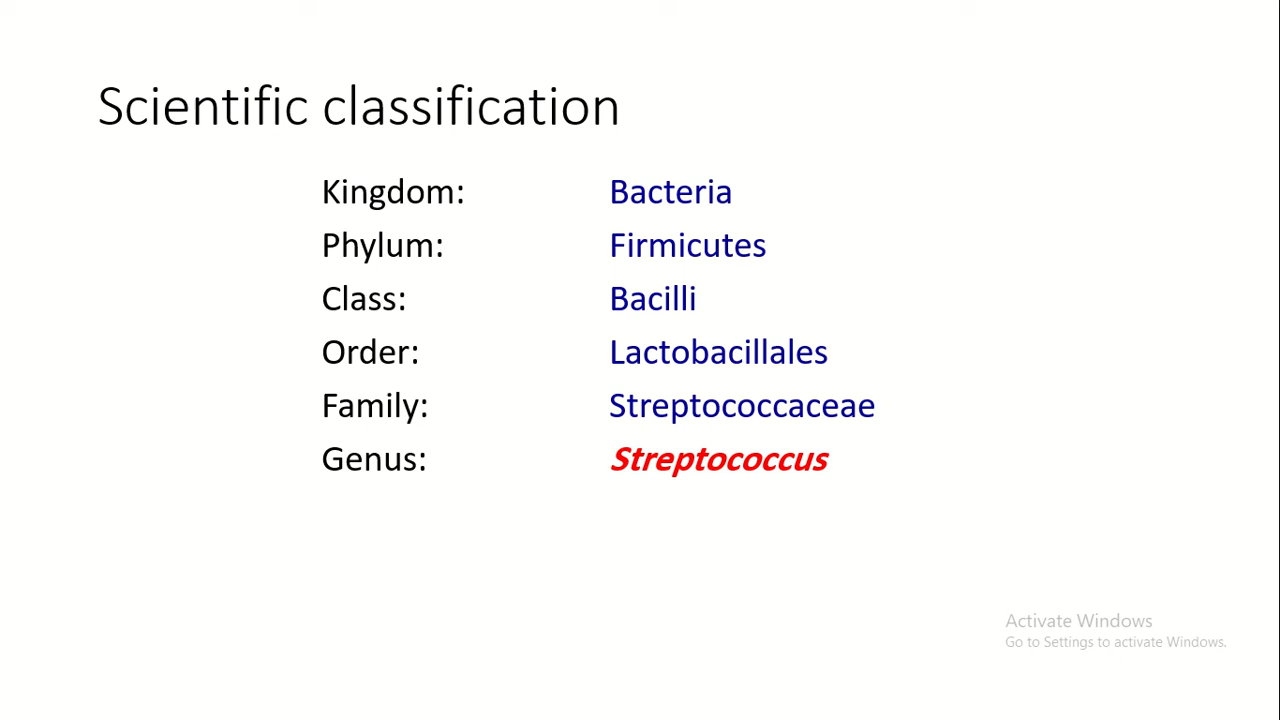 Scientific classification
Kingdom: Bacteria
Phylum: Firmicutes
Class: Bacilli
Order: Lactobacillales
Family: Streptococcaceae
Genus: Streptococcus
Activate Windows
Go to Settings to activate Windows.